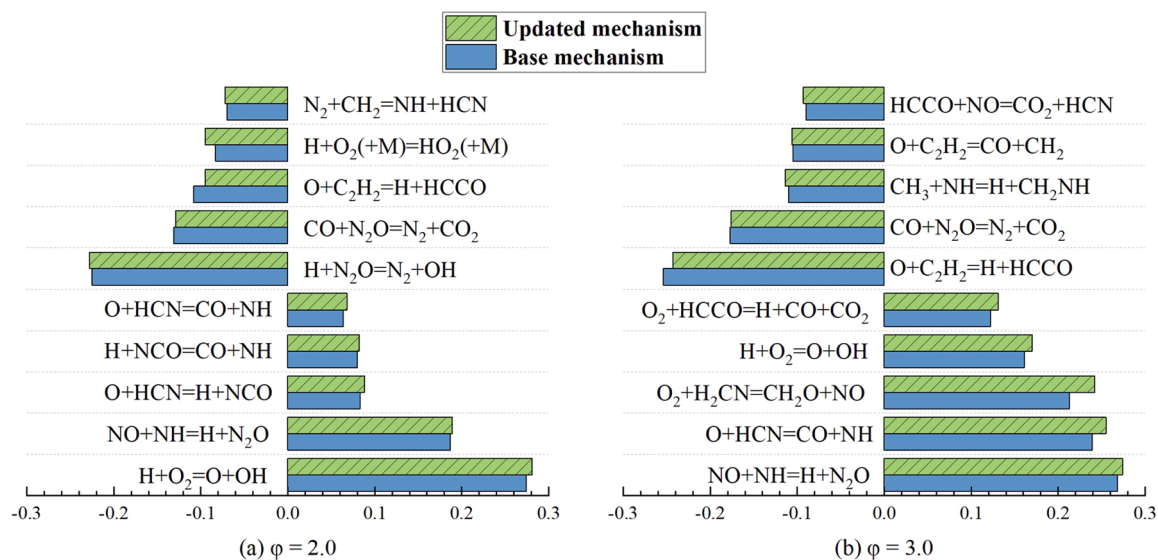 Updated mechanism
Base mechanism
N₂+CH₂=NH+HCN
H+O₂(+M)=HO₂(+M)
O+C₂H₂=H+HCCO
CO+N₂O=N₂+CO₂
H+N₂O=N₂+OH
O+HCN=CO+NH
H+NCO=CO+NH
O+HCN=H+NCO
NO+NH=H+N₂O
H+O₂=O+OH
-0.3 -0.2 -0.1 0.0 0.1 0.2 0.3
(a) φ = 2.0
HCCO+NO=CO₂+HCN
O+C₂H₂=CO+CH₂
CH₃+NH=H+CH₂NH
CO+N₂O=N₂+CO₂
O+C₂H₂=H+HCCO
O₂+HCCO=H+CO+CO₂
H+O₂=O+OH
O₂+H₂CN=CH₂O+NO
O+HCN=CO+NH
NO+NH=H+N₂O
-0.3 -0.2 -0.1 0.0 0.1 0.2 0.3
(b) φ = 3.0